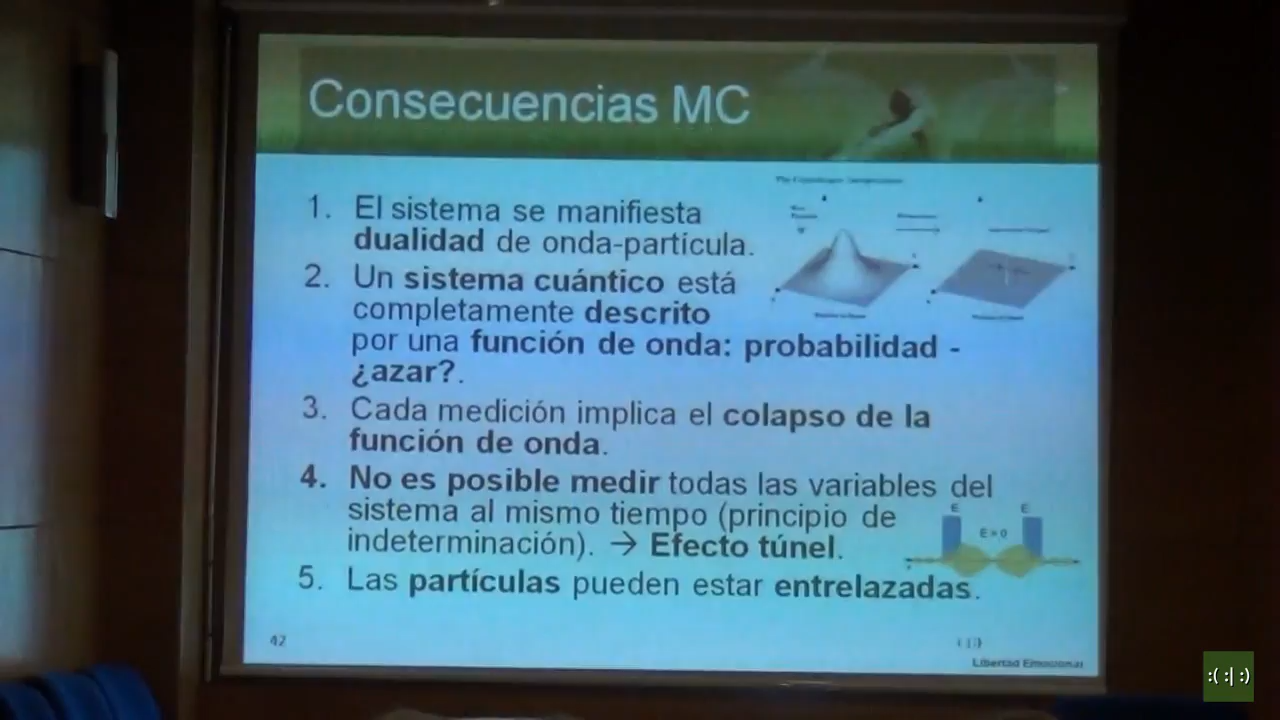 Consecuencias MC
1. El sistema se manifiesta
dualidad de onda-partícula.
2. Un sistema cuántico está
completamente descrito
por una función de onda: probabilidad -
¿azar?.
3. Cada medición implica el colapso de la
función de onda.
4. No es posible medir todas las variables del
sistema al mismo tiempo (principio de
indeterminación). → Efecto túnel.
5. Las partículas pueden estar entrelazadas.
E E
E > 0
42
Libertad Emocional
:( :| :)